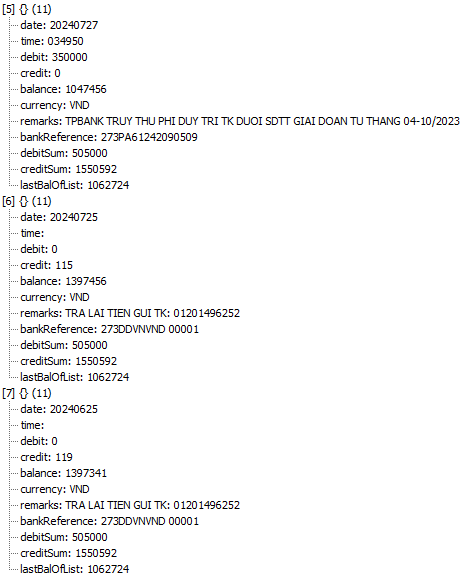 [5] {} (11)
date: 20240727
time: 034950
debit: 350000
credit: 0
balance: 1047456
currency: VND
remarks: TPBANK TRUY THU PHI DUY TRI TK DUOI SDTT GIAI DOAN TU THANG 04-10/2023
bankReference: 273PA61242090509
debitSum: 505000
creditSum: 1550592
lastBalOfList: 1062724
[6] {} (11)
date: 20240725
time:
debit: 0
credit: 115
balance: 1397456
currency: VND
remarks: TRA LAI TIEN GUI TK: 01201496252
bankReference: 273DDVNVND 00001
debitSum: 505000
creditSum: 1550592
lastBalOfList: 1062724
[7] {} (11)
date: 20240625
time:
debit: 0
credit: 119
balance: 1397341
currency: VND
remarks: TRA LAI TIEN GUI TK: 01201496252
bankReference: 273DDVNVND 00001
debitSum: 505000
creditSum: 1550592
lastBalOfList: 1062724